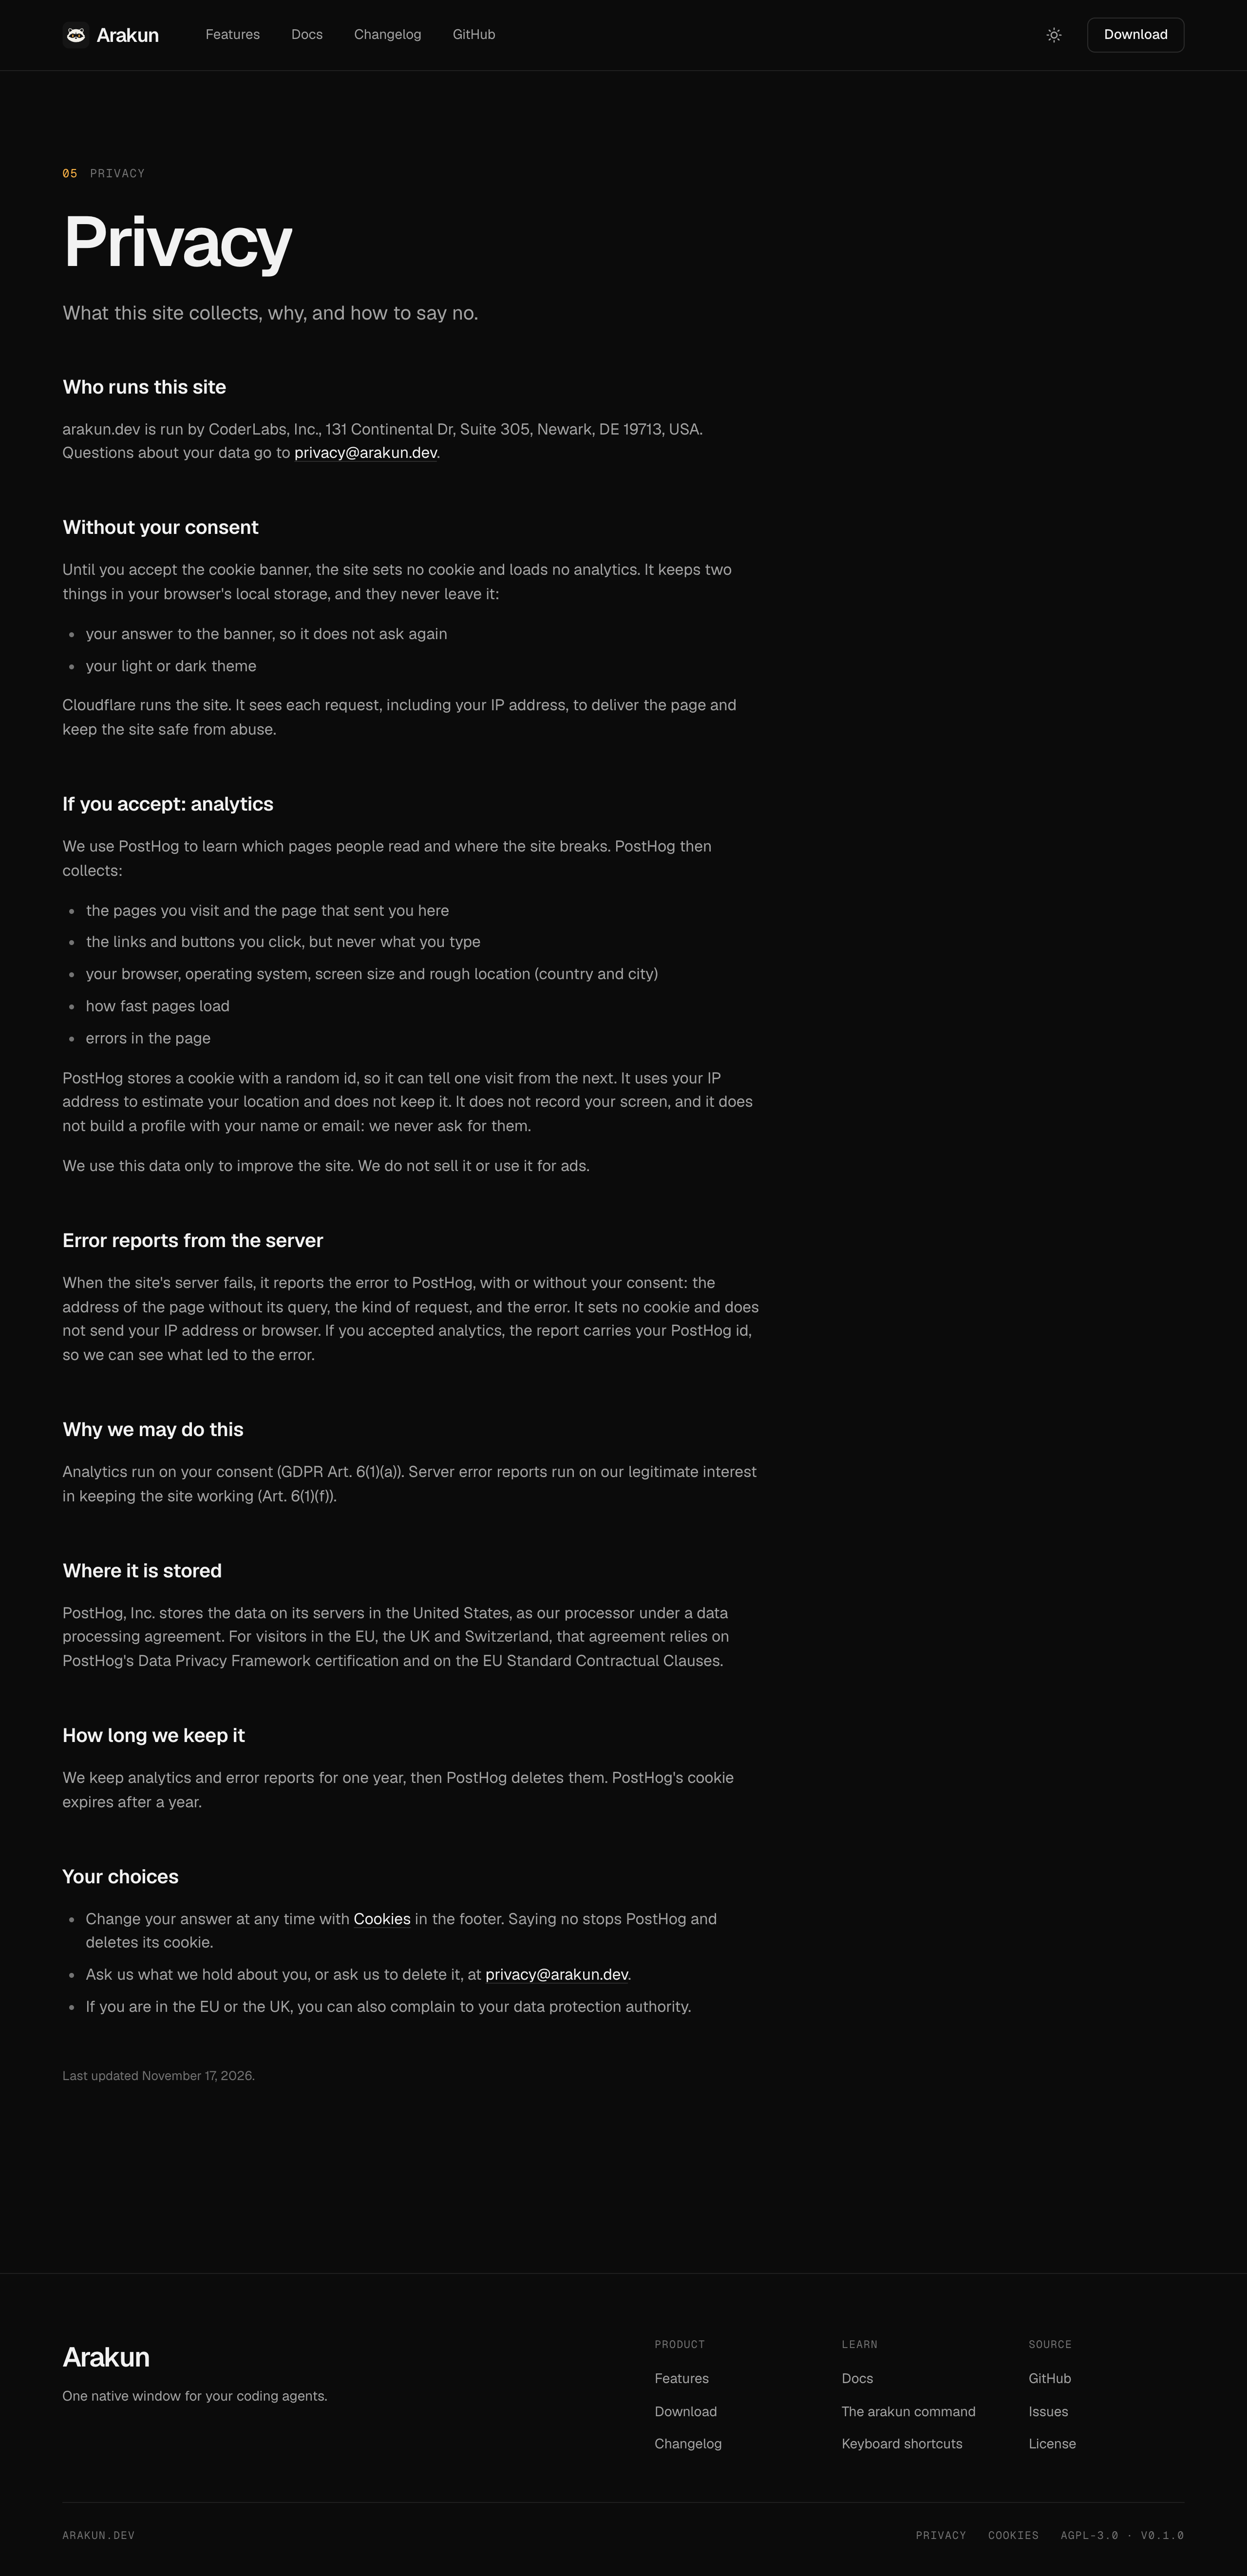 Arakun
Features
Docs
Changelog
GitHub
Download
05 PRIVACY
Privacy
What this site collects, why, and how to say no.
Who runs this site
arakun.dev is run by CoderLabs, Inc., 131 Continental Dr, Suite 305, Newark, DE 19713, USA.
Questions about your data go to privacy@arakun.dev.
Without your consent
Until you accept the cookie banner, the site sets no cookie and loads no analytics. It keeps two
things in your browser's local storage, and they never leave it:
• your answer to the banner, so it does not ask again
• your light or dark theme
Cloudflare runs the site. It sees each request, including your IP address, to deliver the page and
keep the site safe from abuse.
If you accept: analytics
We use PostHog to learn which pages people read and where the site breaks. PostHog then
collects:
• the pages you visit and the page that sent you here
• the links and buttons you click, but never what you type
• your browser, operating system, screen size and rough location (country and city)
• how fast pages load
• errors in the page
PostHog stores a cookie with a random id, so it can tell one visit from the next. It uses your IP
address to estimate your location and does not keep it. It does not record your screen, and it does
not build a profile with your name or email: we never ask for them.
We use this data only to improve the site. We do not sell it or use it for ads.
Error reports from the server
When the site's server fails, it reports the error to PostHog, with or without your consent: the
address of the page without its query, the kind of request, and the error. It sets no cookie and does
not send your IP address or browser. If you accepted analytics, the report carries your PostHog id,
so we can see what led to the error.
Why we may do this
Analytics run on your consent (GDPR Art. 6(1)(a)). Server error reports run on our legitimate interest
in keeping the site working (Art. 6(1)(f)).
Where it is stored
PostHog, Inc. stores the data on its servers in the United States, as our processor under a data
processing agreement. For visitors in the EU, the UK and Switzerland, that agreement relies on
PostHog's Data Privacy Framework certification and on the EU Standard Contractual Clauses.
How long we keep it
We keep analytics and error reports for one year, then PostHog deletes them. PostHog's cookie
expires after a year.
Your choices
• Change your answer at any time with Cookies in the footer. Saying no stops PostHog and
deletes its cookie.
• Ask us what we hold about you, or ask us to delete it, at privacy@arakun.dev.
• If you are in the EU or the UK, you can also complain to your data protection authority.
Last updated November 17, 2026.
Arakun
One native window for your coding agents.
PRODUCT
Features
Download
Changelog
LEARN
Docs
The arakun command
Keyboard shortcuts
SOURCE
GitHub
Issues
License
ARAKUN.DEV
PRIVACY
COOKIES
AGPL-3.0 · V0.1.0